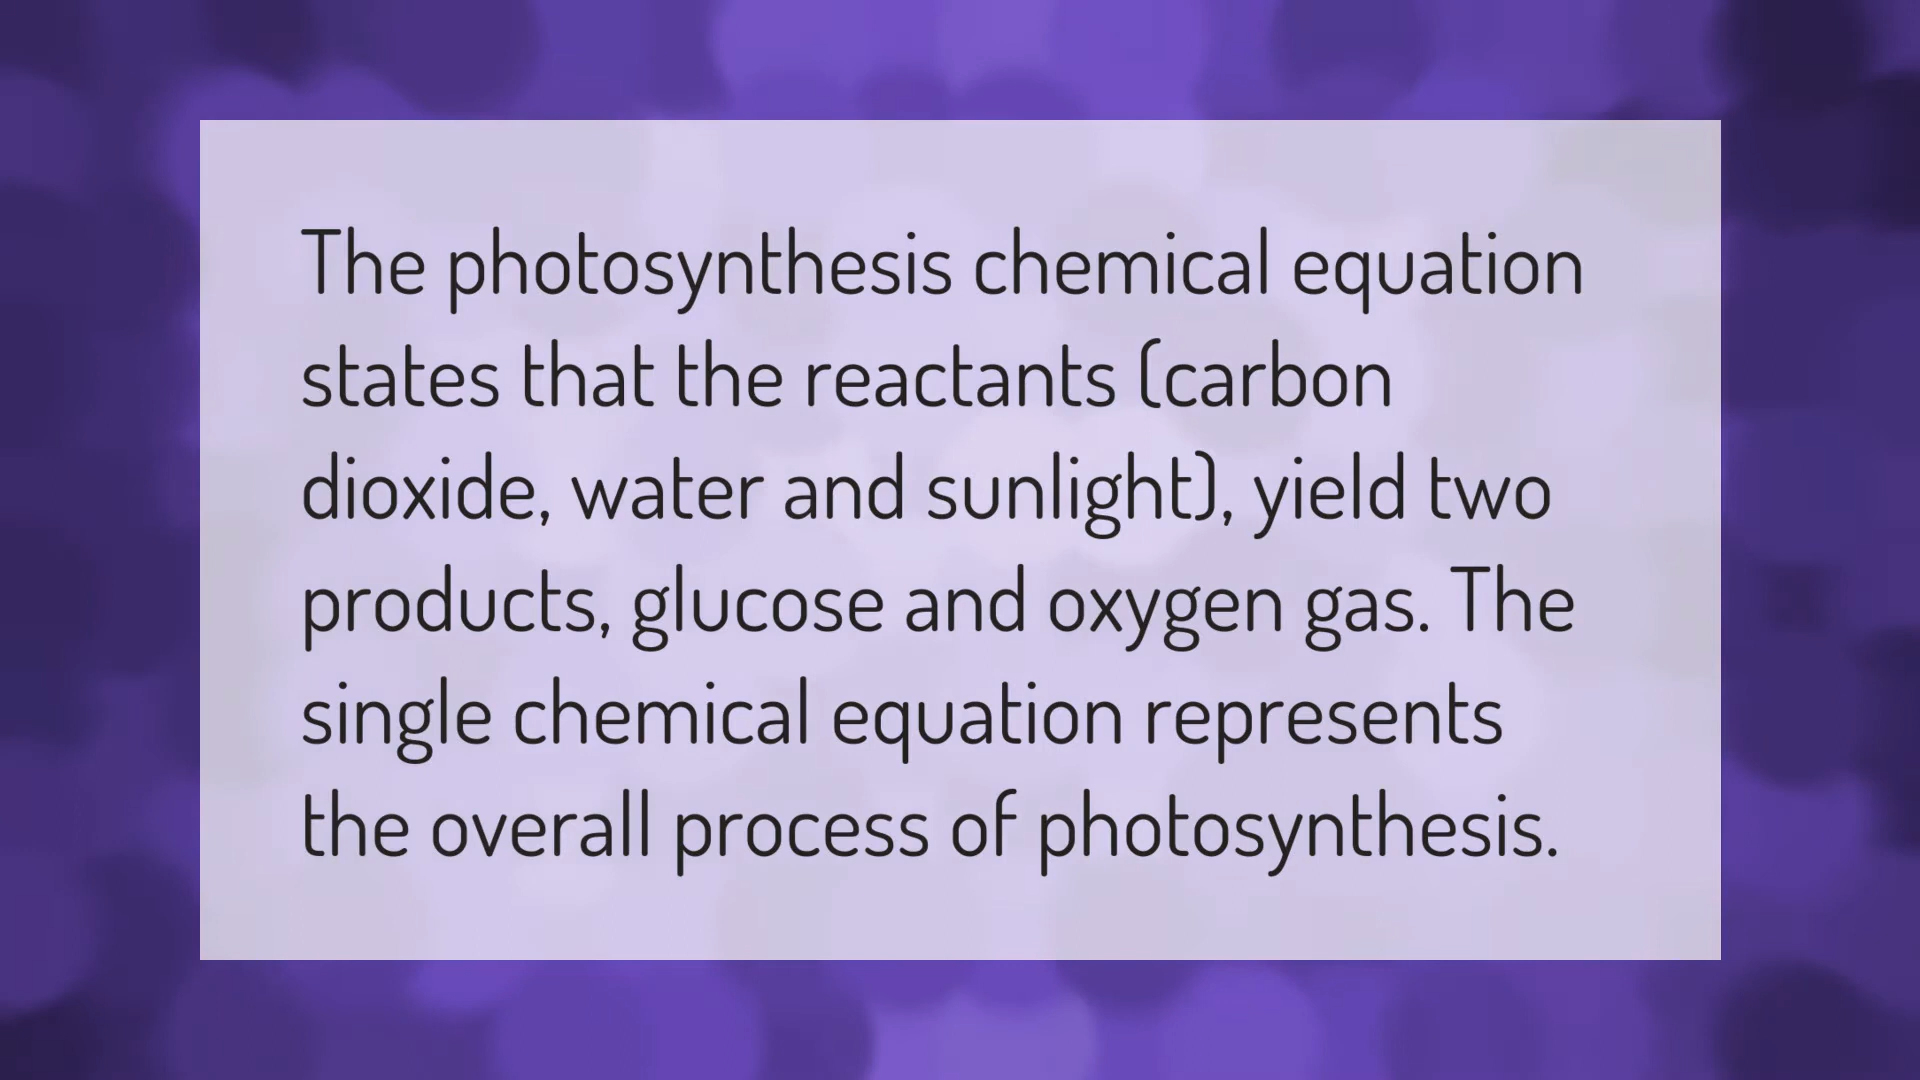 The photosynthesis chemical equation
states that the reactants (carbon
dioxide, water and sunlight), yield two
products, glucose and oxygen gas. The
single chemical equation represents
the overall process of photosynthesis.